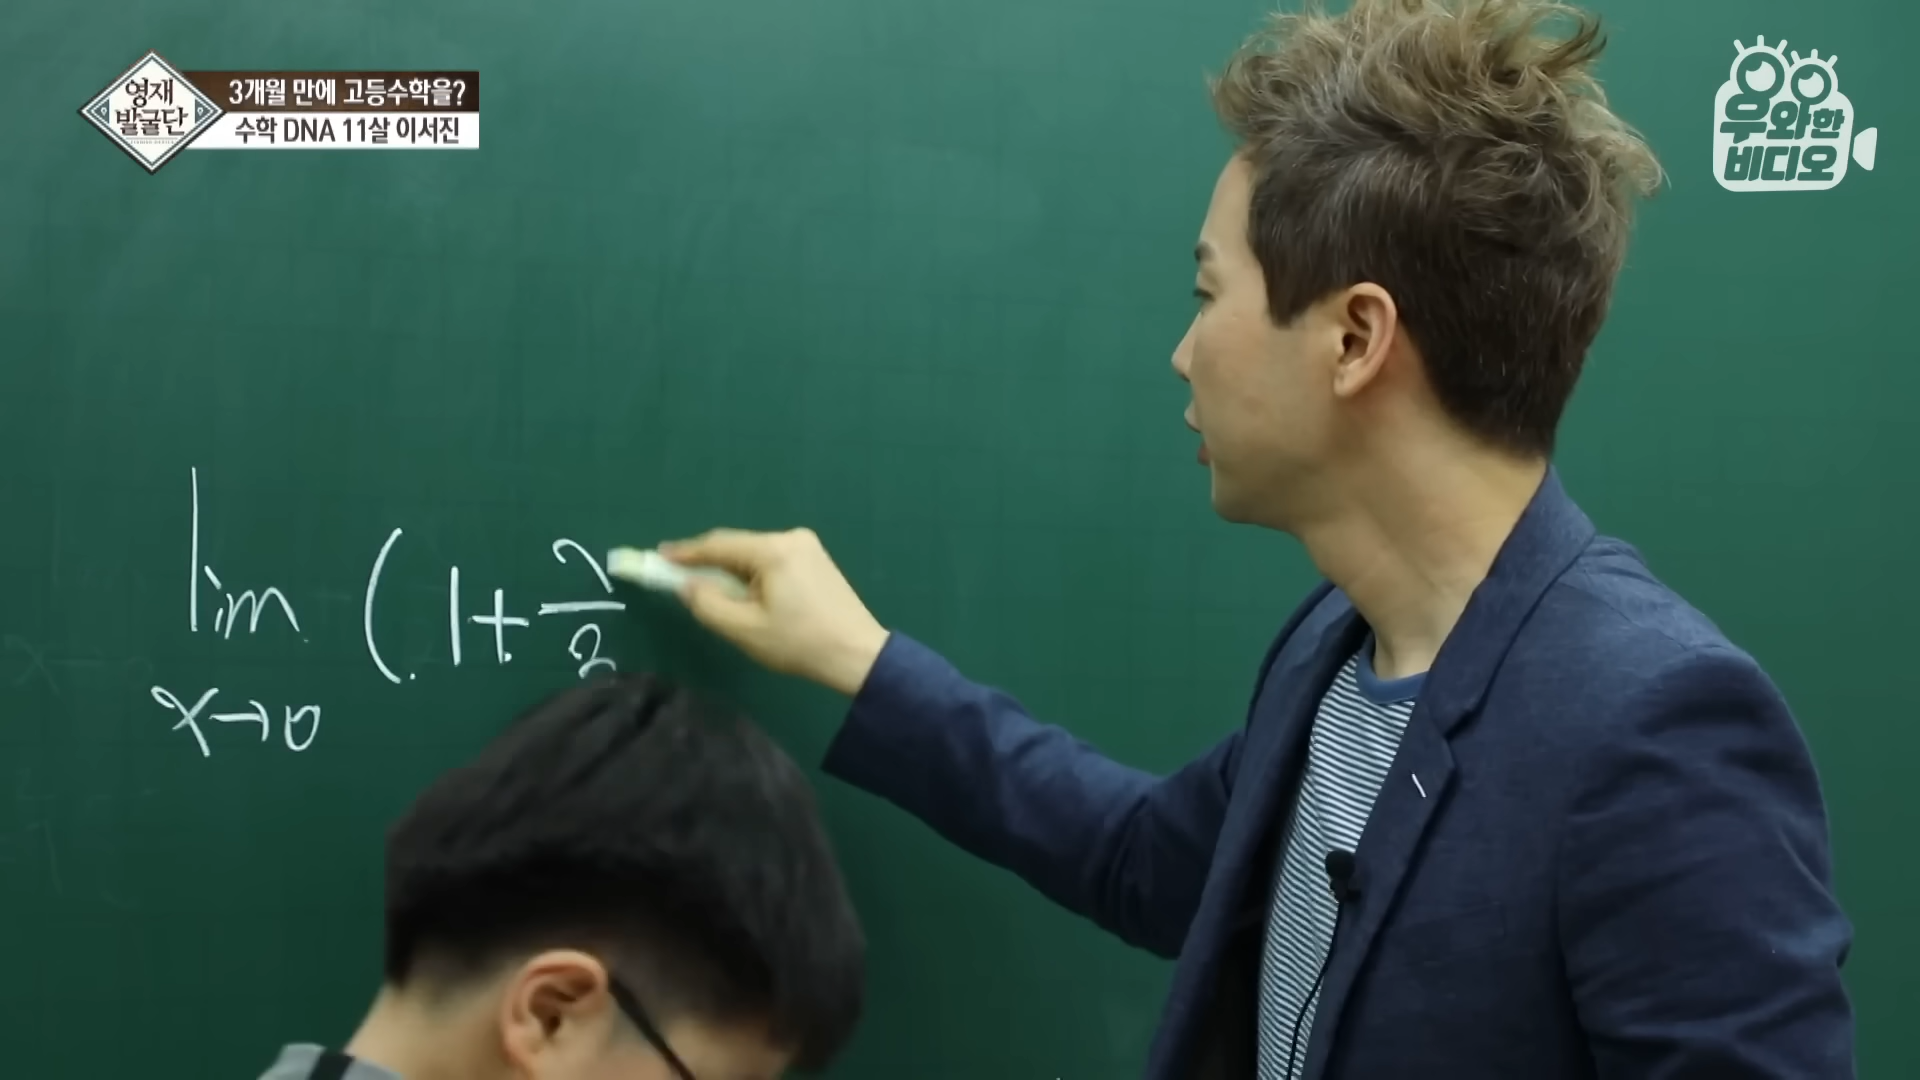 영재
발굴단
3개월 만에 고등수학을?
수학 DNA 11살 이서진
우와한
비디오
lim (1+
x→0